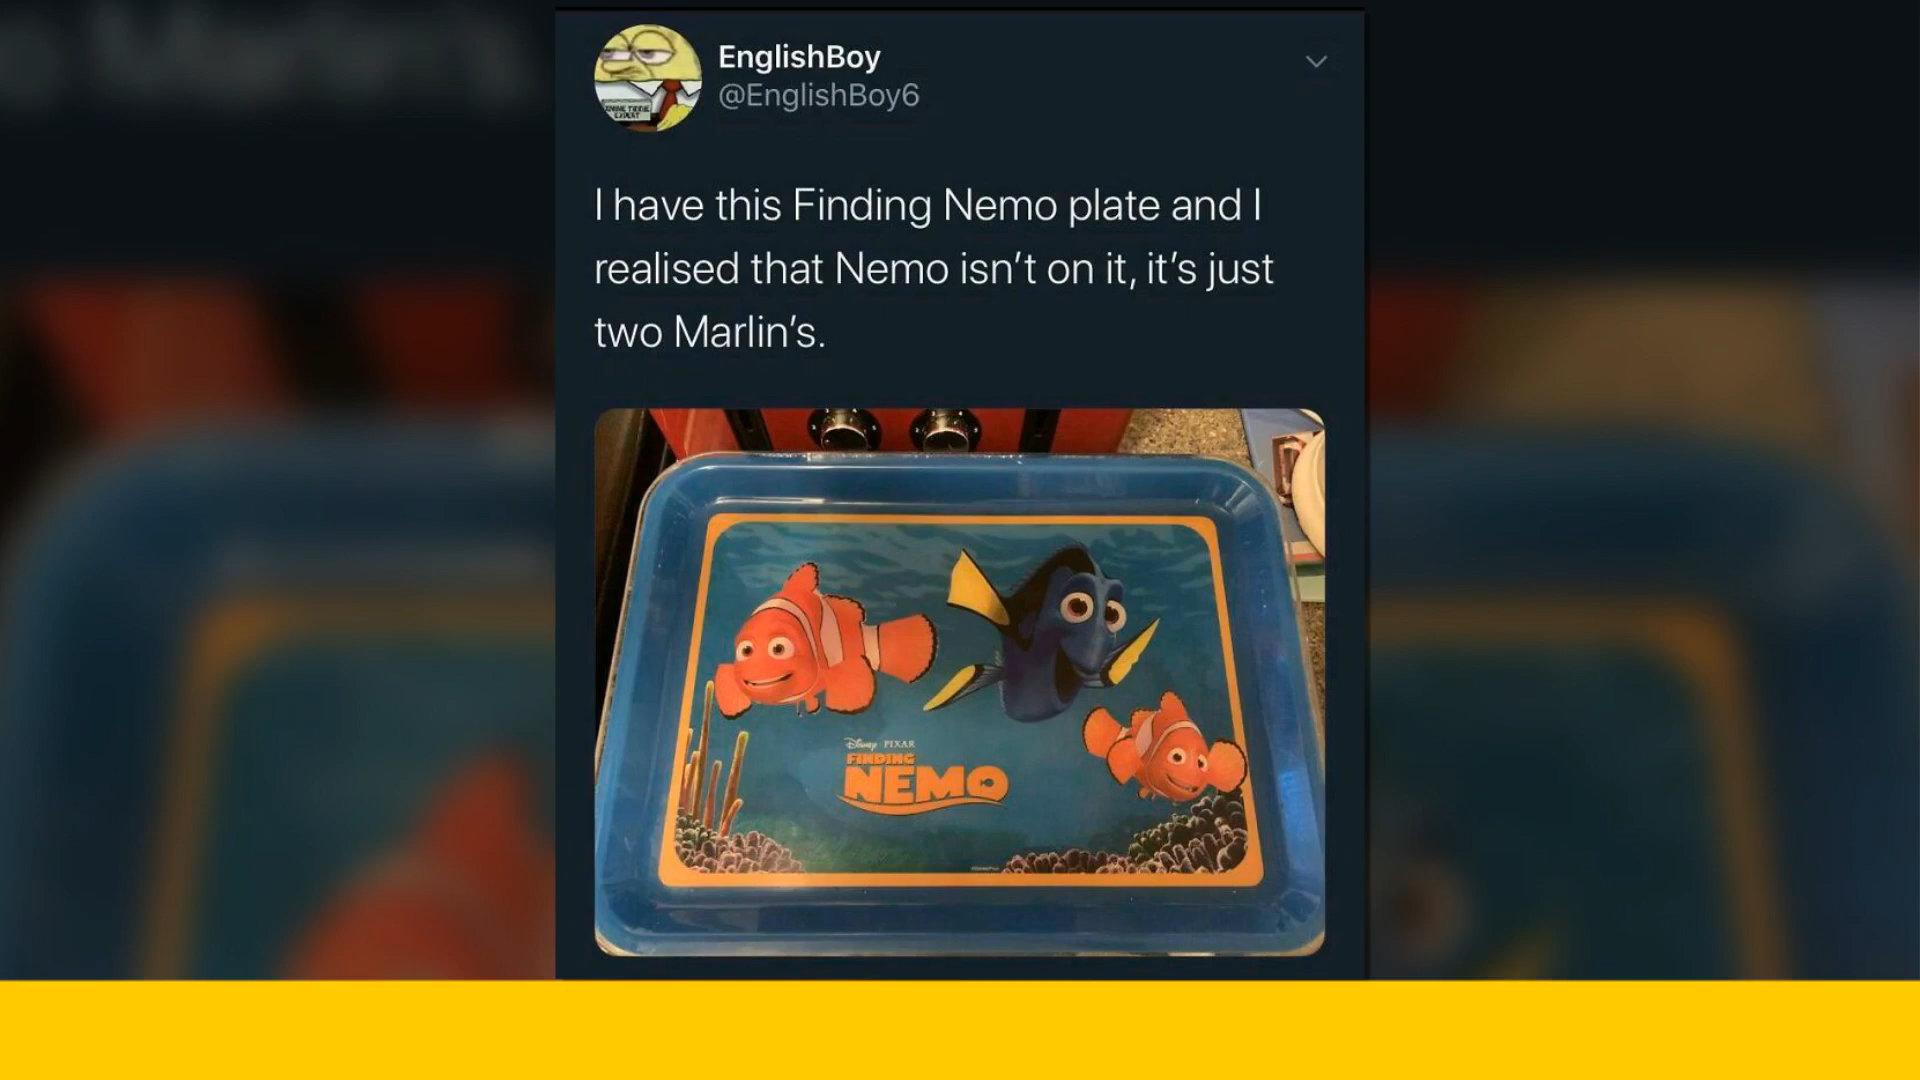 EnglishBoy
@EnglishBoy6
I have this Finding Nemo plate and I
realised that Nemo isn't on it, it's just
two Marlin's.
Disney PIXAR
FINDING
NEMO